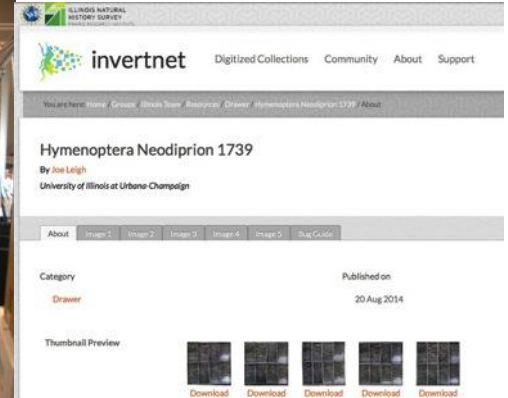 ILLINOIS NATURAL
HISTORY SURVEY
PRAIRIE RESEARCH INSTITUTE
invertnet
Digitized Collections Community About Support
You are here: Home / Groups / Illinois Team / Resources / Drawer / Hymenoptera Neodiprion 1739 / About
Hymenoptera Neodiprion 1739
By Joe Leigh
University of Illinois at Urbana-Champaign
About Image 1 Image 2 Image 3 Image 4 Image 5 Bug Guide
Category Published on
Drawer 20 Aug 2014
Thumbnail Preview
Download Download Download Download Download